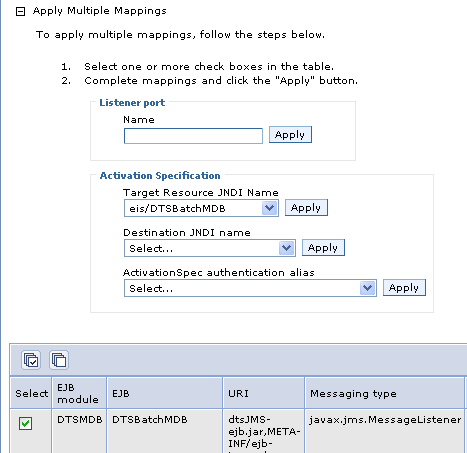 Apply Multiple Mappings
To apply multiple mappings, follow the steps below.
1. Select one or more check boxes in the table.
2. Complete mappings and click the "Apply" button.
Listener port
Name
Apply
Activation Specification
Target Resource JNDI Name
eis/DTSBatchMDB Apply
Destination JNDI name
Select... Apply
ActivationSpec authentication alias
Select... Apply
Select EJB module EJB URI Messaging type
DTSMDB DTSBatchMDB dtsJMS- javax.jms.MessageListener
ejb.jar,META-
INF/ejb-